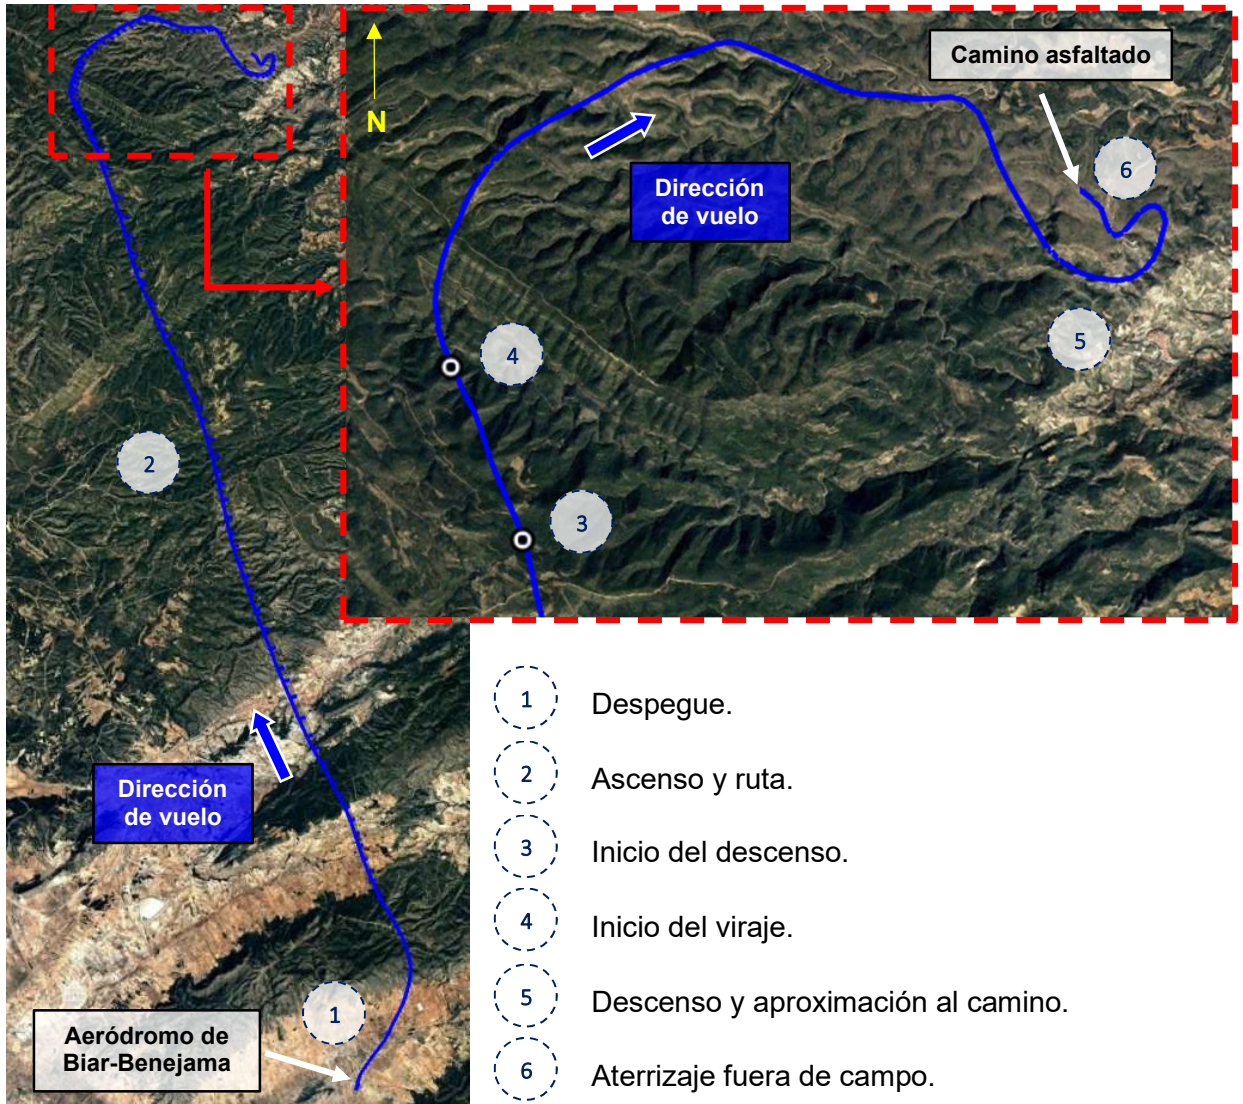 N
Camino asfaltado
6
Dirección
de vuelo
4
5
3
2
Dirección
de vuelo
1
Aeródromo de
Biar-Benejama
1 Despegue.
2 Ascenso y ruta.
3 Inicio del descenso.
4 Inicio del viraje.
5 Descenso y aproximación al camino.
6 Aterrizaje fuera de campo.